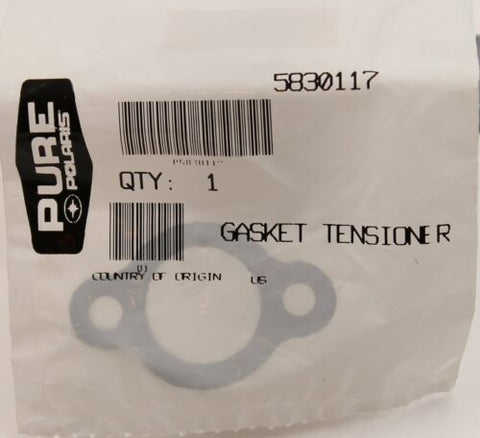 5830117
PURE
POLARIS
QTY: 1
GASKET TENSIONER
COUNTRY OF ORIGIN US